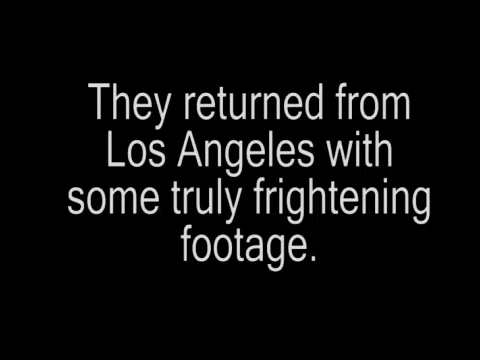 They returned from
Los Angeles with
some truly frightening
footage.